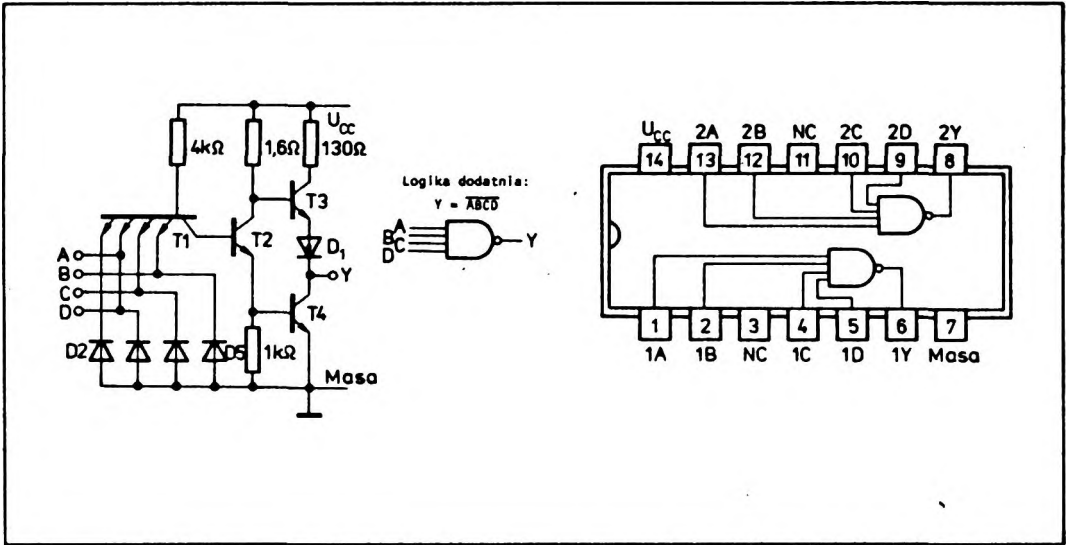 U_CC
4kΩ
1,6Ω
130Ω
T1
T2
T3
D₁
T4
A
B
C
D
Y
D2
D5
1kΩ
Masa
Logika dodatnia:
Y = \overline{ABCD}
A
B
C
D
Y
U_CC 2A 2B NC 2C 2D 2Y
14 13 12 11 10 9 8
1 2 3 4 5 6 7
1A 1B NC 1C 1D 1Y Masa